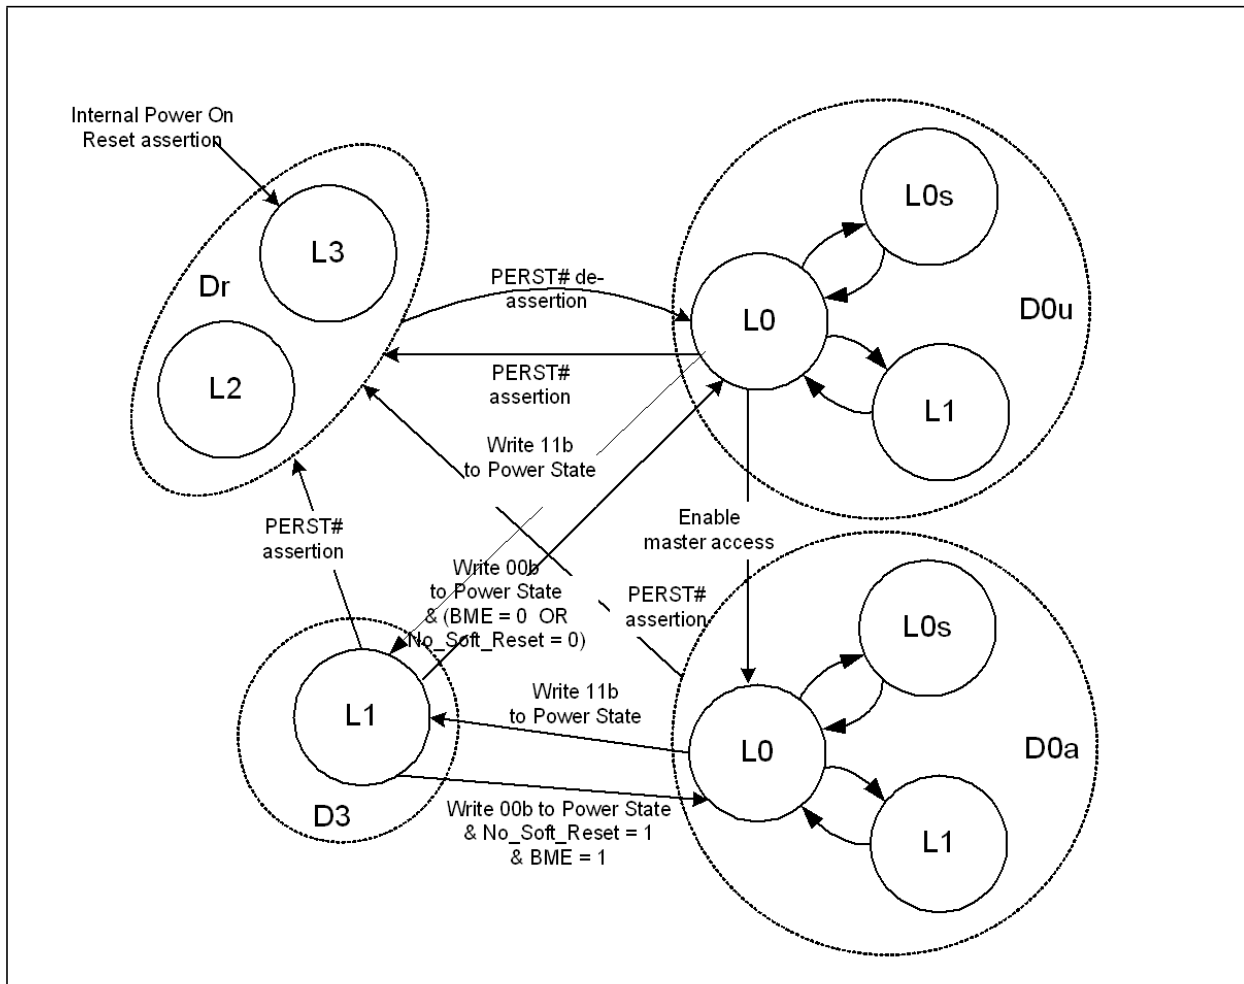 Internal Power On
Reset assertion
L3
Dr
L2
PERST# de-
assertion
L0s
L0
D0u
L1
PERST#
assertion
Write 11b
to Power State
PERST#
assertion
Enable
master access
Write 00b
to Power State
& (BME = 0 OR
No_Soft_Reset = 0)
PERST#
assertion
L0s
Write 11b
to Power State
L1
L0
D0a
D3
Write 00b to Power State
& No_Soft_Reset = 1
& BME = 1
L1